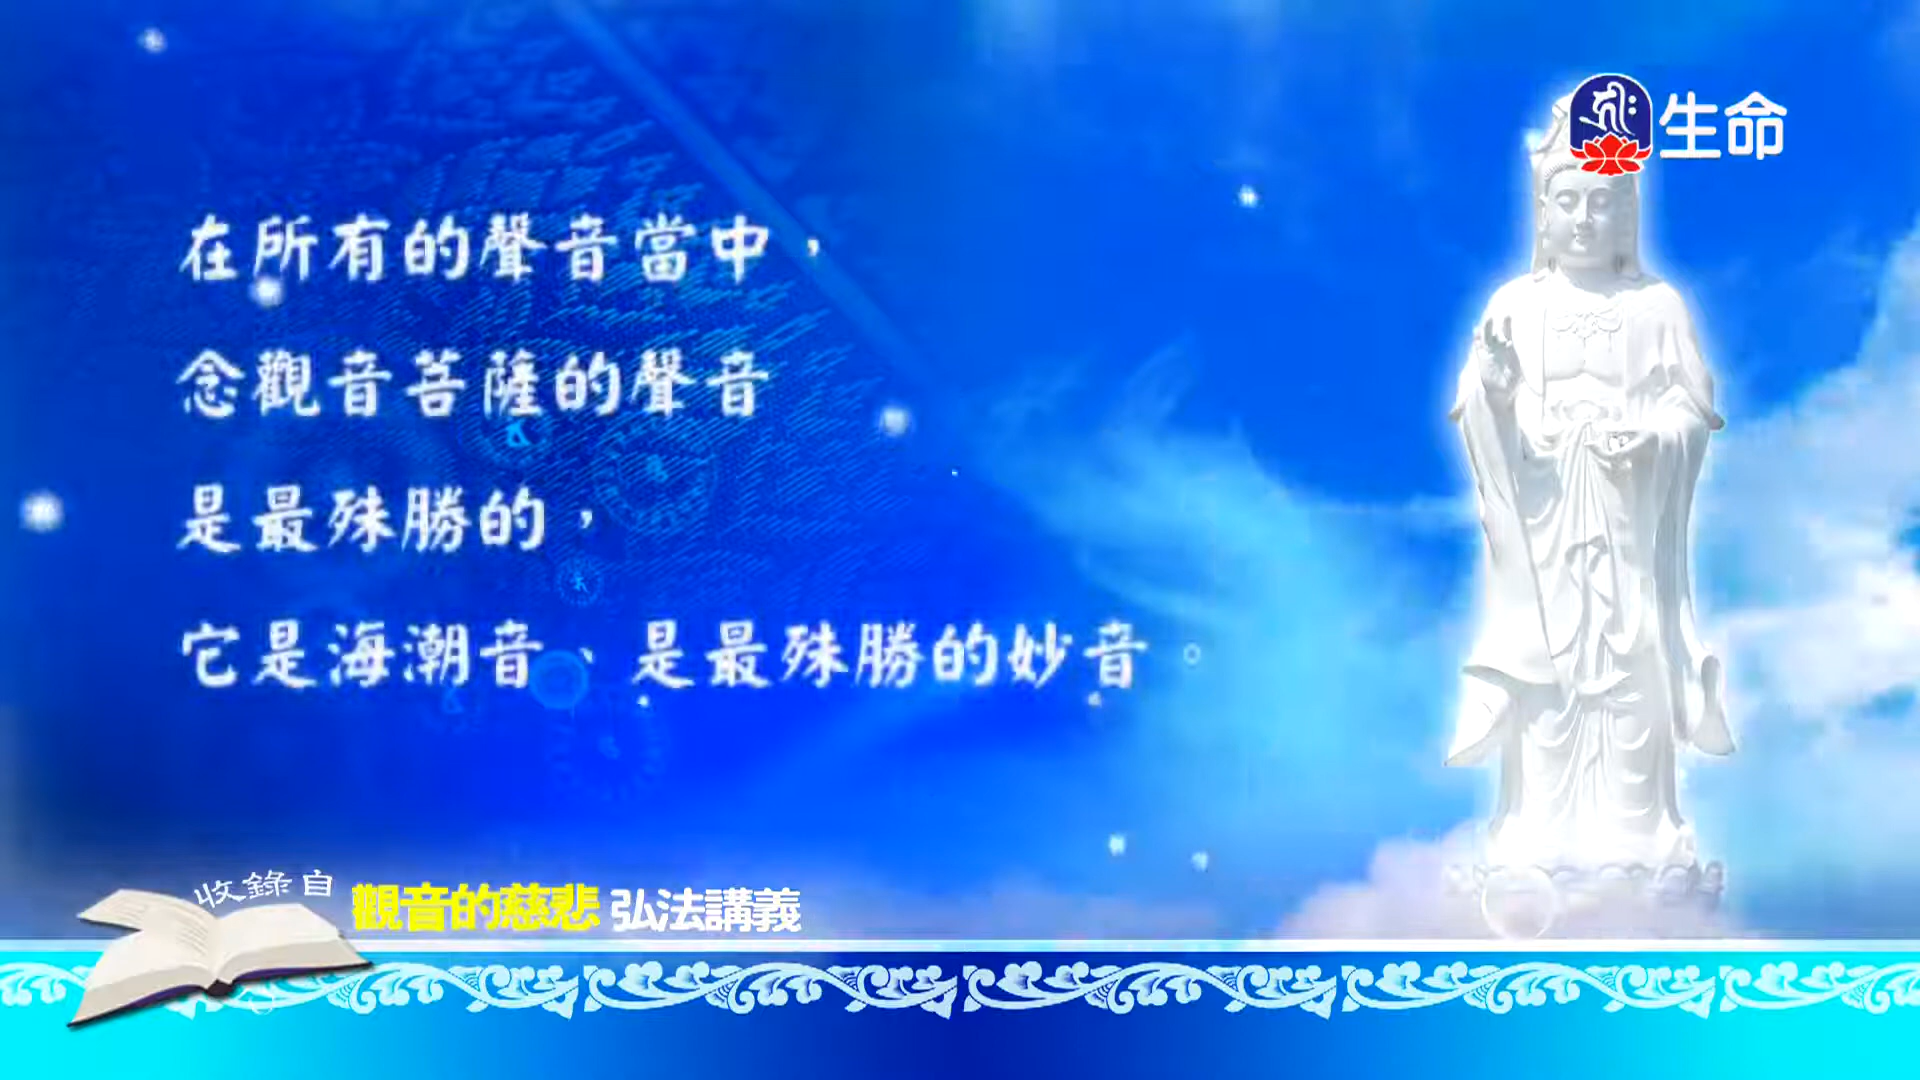 生命
在所有的聲音當中，
念觀音菩薩的聲音
是最殊勝的，
它是海潮音、是最殊勝的妙音。
收錄自 觀音的慈悲 弘法講義